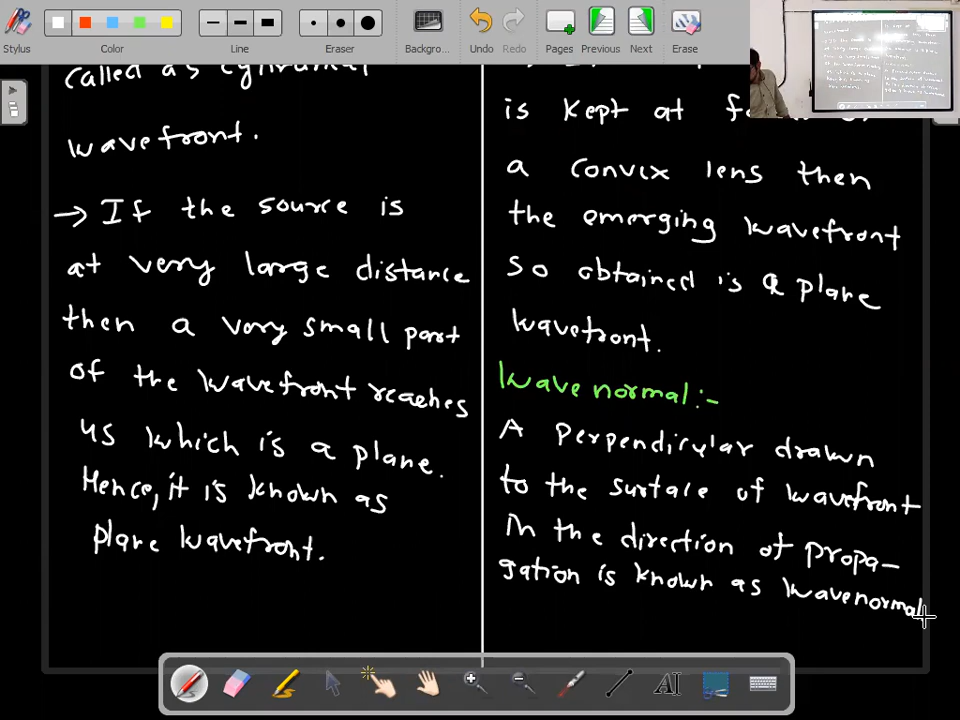 Stylus
Color
Line
Eraser
Backgro...
Undo
Redo
Pages
Previous
Next
Erase
called as cylindrical
wavefront.
→ If the source is
at very large distance
then a very small part
of the wavefront reaches
us which is a plane.
Hence, it is known as
plane wavefront.
is kept at
a convex lens then
the emerging wavefront
so obtained is a plane
wavefront.
Wave normal:-
A perpendicular drawn
to the surface of wavefront
In the direction of propa-
gation is known as wavenormal
AI